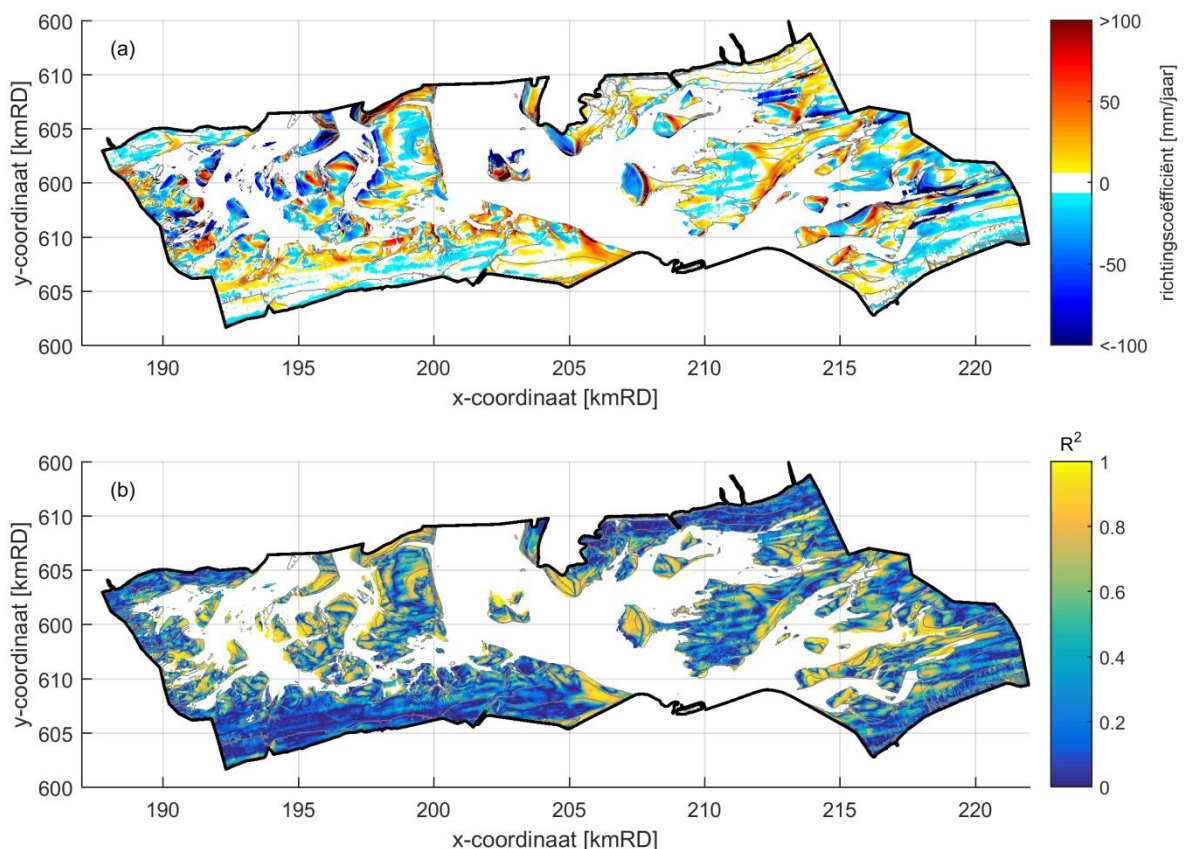 (a)
600
610
605
600
610
605
600
y-coordinaat [kmRD]
190 195 200 205 210 215 220
x-coordinaat [kmRD]
>100
50
0
-50
<-100
richtingscoëfficiënt [mm/jaar]
(b)
600
610
605
600
610
605
600
y-coordinaat [kmRD]
190 195 200 205 210 215 220
x-coordinaat [kmRD]
R²
1
0.8
0.6
0.4
0.2
0